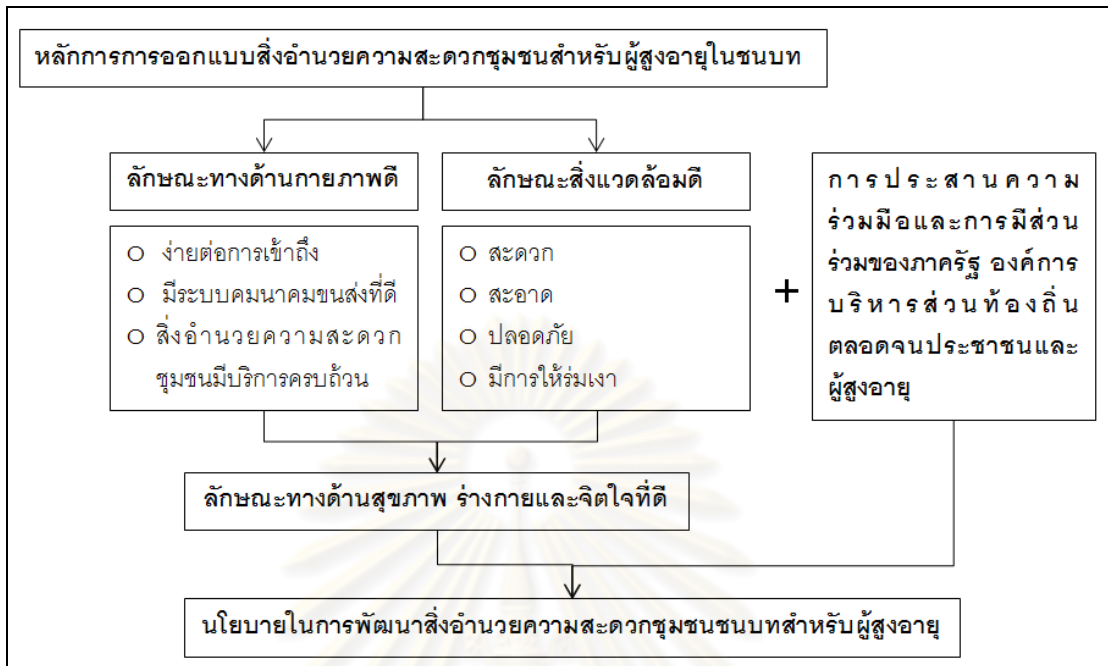 หลักการการออกแบบสิ่งอำนวยความสะดวกชุมชนสำหรับผู้สูงอายุในชนบท
ลักษณะทางด้านกายภาพดี
o ง่ายต่อการเข้าถึง
o มีระบบคมนาคมขนส่งที่ดี
o สิ่งอำนวยความสะดวก
ชุมชนมีบริการครบถ้วน
ลักษณะสิ่งแวดล้อมดี
o สะดวก
o สะอาด
o ปลอดภัย
o มีการให้ร่มเงา
+
การประสานความ
ร่วมมือและการมีส่วน
ร่วมของภาครัฐ องค์การ
บริหารส่วนท้องถิ่น
ตลอดจนประชาชนและ
ผู้สูงอายุ
ลักษณะทางด้านสุขภาพ ร่างกายและจิตใจที่ดี
นโยบายในการพัฒนาสิ่งอำนวยความสะดวกชุมชนชนบทสำหรับผู้สูงอายุ